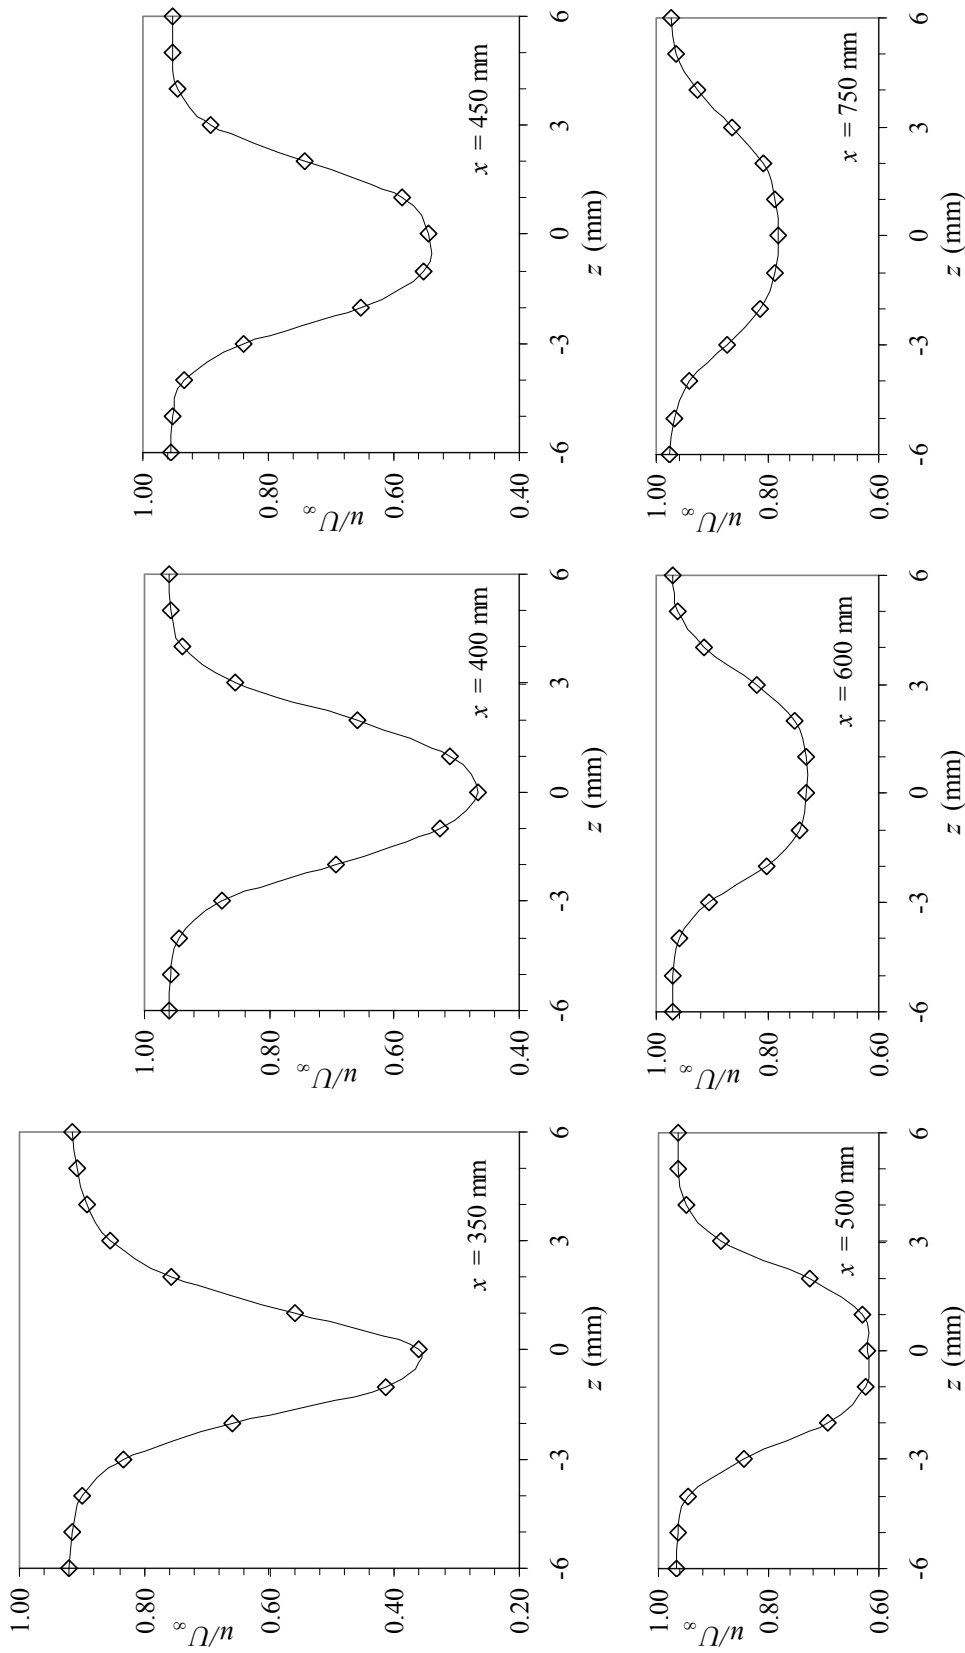 1.00
0.80
0.60
0.40
0.20
u/U∞
-6 -3 0 3 6
z (mm)
x = 350 mm
1.00
0.80
0.60
0.40
u/U∞
-6 -3 0 3 6
z (mm)
x = 400 mm
1.00
0.80
0.60
0.40
u/U∞
-6 -3 0 3 6
z (mm)
x = 450 mm
1.00
0.80
0.60
u/U∞
-6 -3 0 3 6
z (mm)
x = 500 mm
1.00
0.80
0.60
u/U∞
-6 -3 0 3 6
z (mm)
x = 600 mm
1.00
0.80
0.60
u/U∞
-6 -3 0 3 6
z (mm)
x = 750 mm